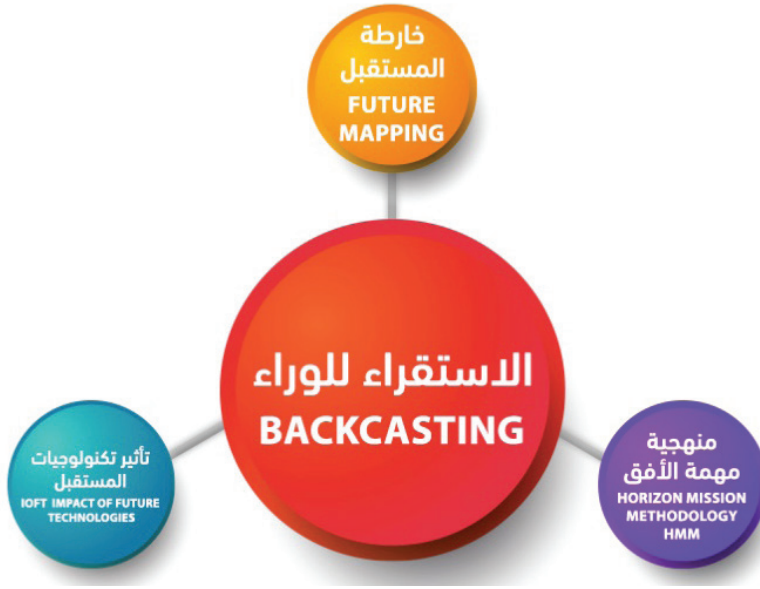 خارطة
المستقبل
FUTURE
MAPPING
الاستقراء للوراء
BACKCASTING
تأثير تكنولوجيات
المستقبل
IOFT IMPACT OF FUTURE
TECHNOLOGIES
منهجية
مهمة الأفق
HORIZON MISSION
METHODOLOGY
HMM